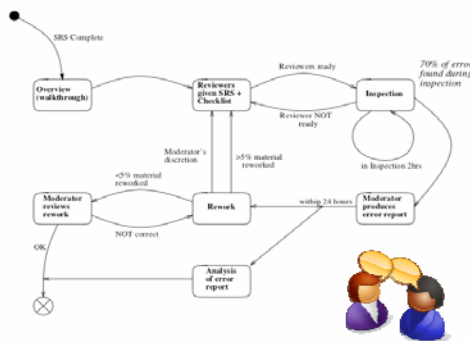 SRS Complete
Overview
(walkthrough)
Reviewers
given SRS +
Checklist
Reviewers ready
Reviewer NOT
ready
Inspection
70% of error
found during
inspection
in Inspection 2hrs
Moderator's
discretion
>5% material
reworked
<5% material
reworked
Moderator
reviews
rework
NOT correct
Rework
within 24 hours
Moderator
produces
error report
OK
Analysis
of error
report